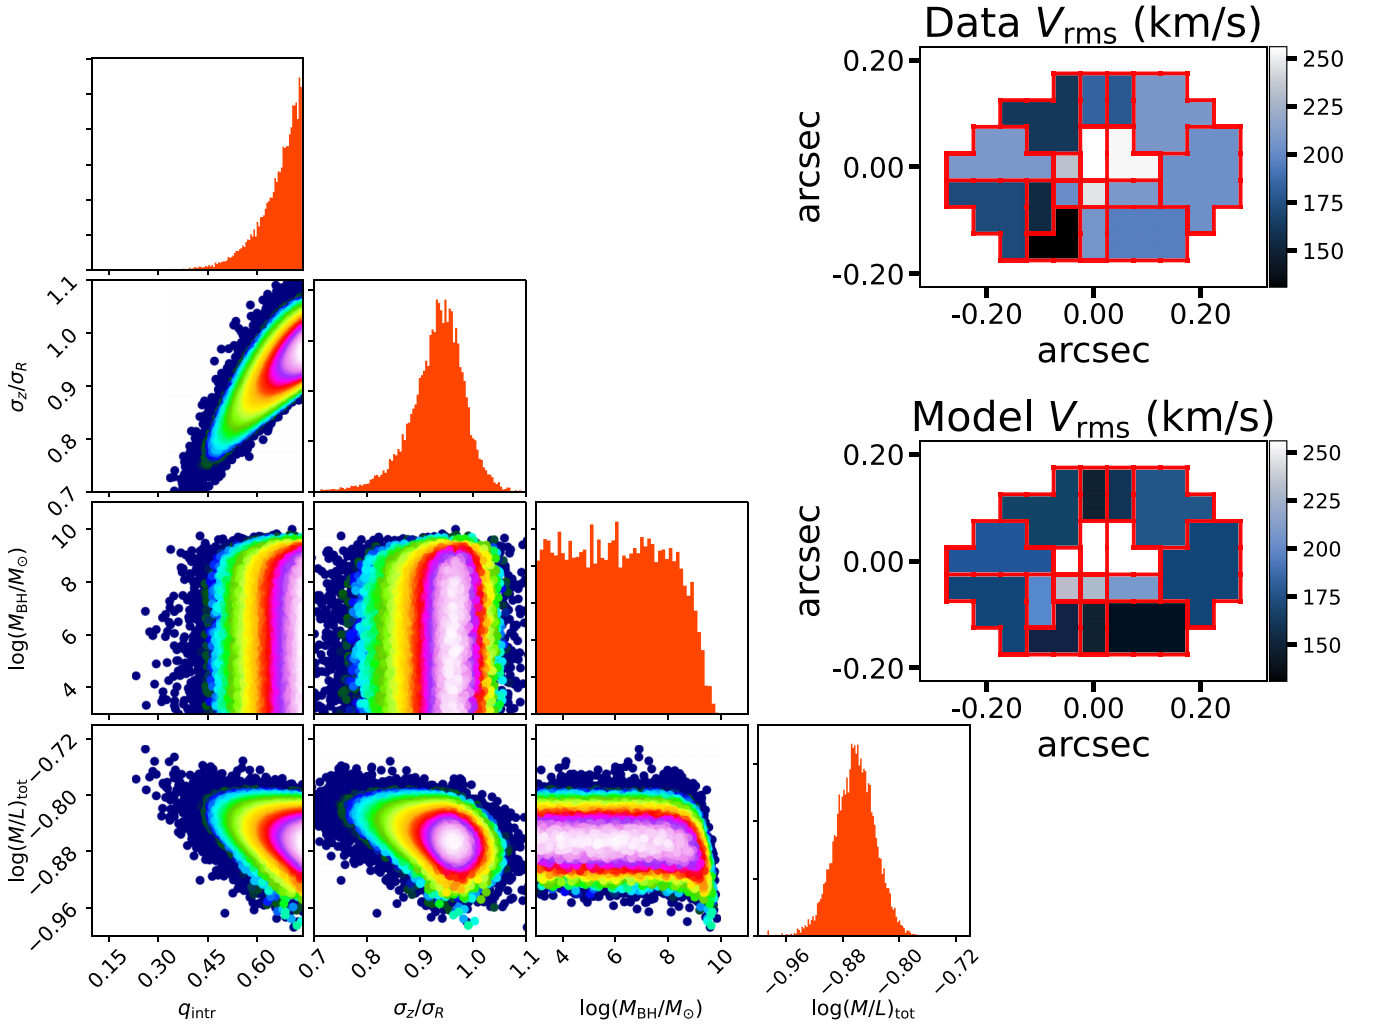 Data V_rms (km/s)
0.20
0.00
-0.20
arcsec
-0.20 0.00 0.20
arcsec
250
225
200
175
150
Model V_rms (km/s)
0.20
0.00
-0.20
arcsec
-0.20 0.00 0.20
arcsec
250
225
200
175
150
1.1
1.0
0.9
0.8
0.7
σ_z/σ_R
10
8
6
4
log(M_BH/M_⊙)
−0.72
−0.80
−0.88
−0.96
log(M/L)_tot
0.15 0.30 0.45 0.60
q_intr
0.7 0.8 0.9 1.0 1.1
σ_z/σ_R
4 6 8 10
log(M_BH/M_⊙)
−0.96 −0.88 −0.80 −0.72
log(M/L)_tot